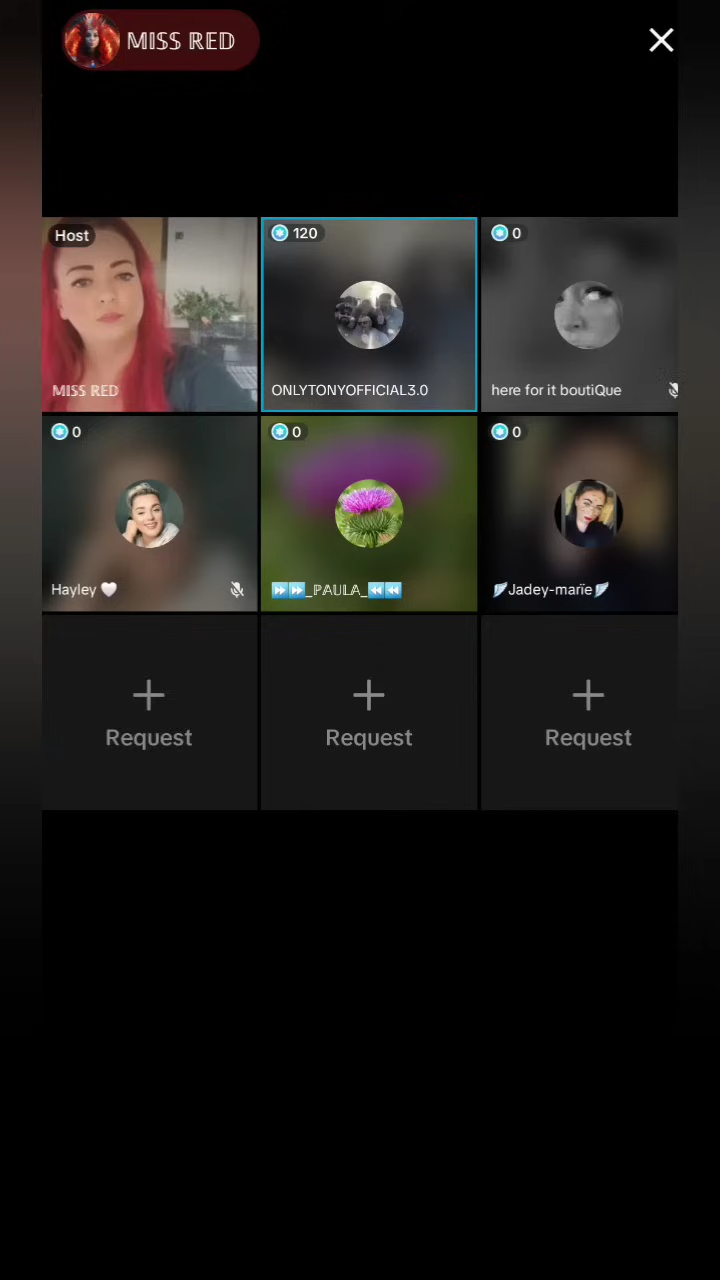 MISS RED
Host
120
0
MISS RED
ONLYTONYOFFICIAL3.0
here for it boutiQue
0
0
0
Hayley 🤍
⏩⏩_ℙ𝔸𝕌𝕃𝔸_⏪⏪
🪽Jadey-marïe🪽
+
Request
+
Request
+
Request